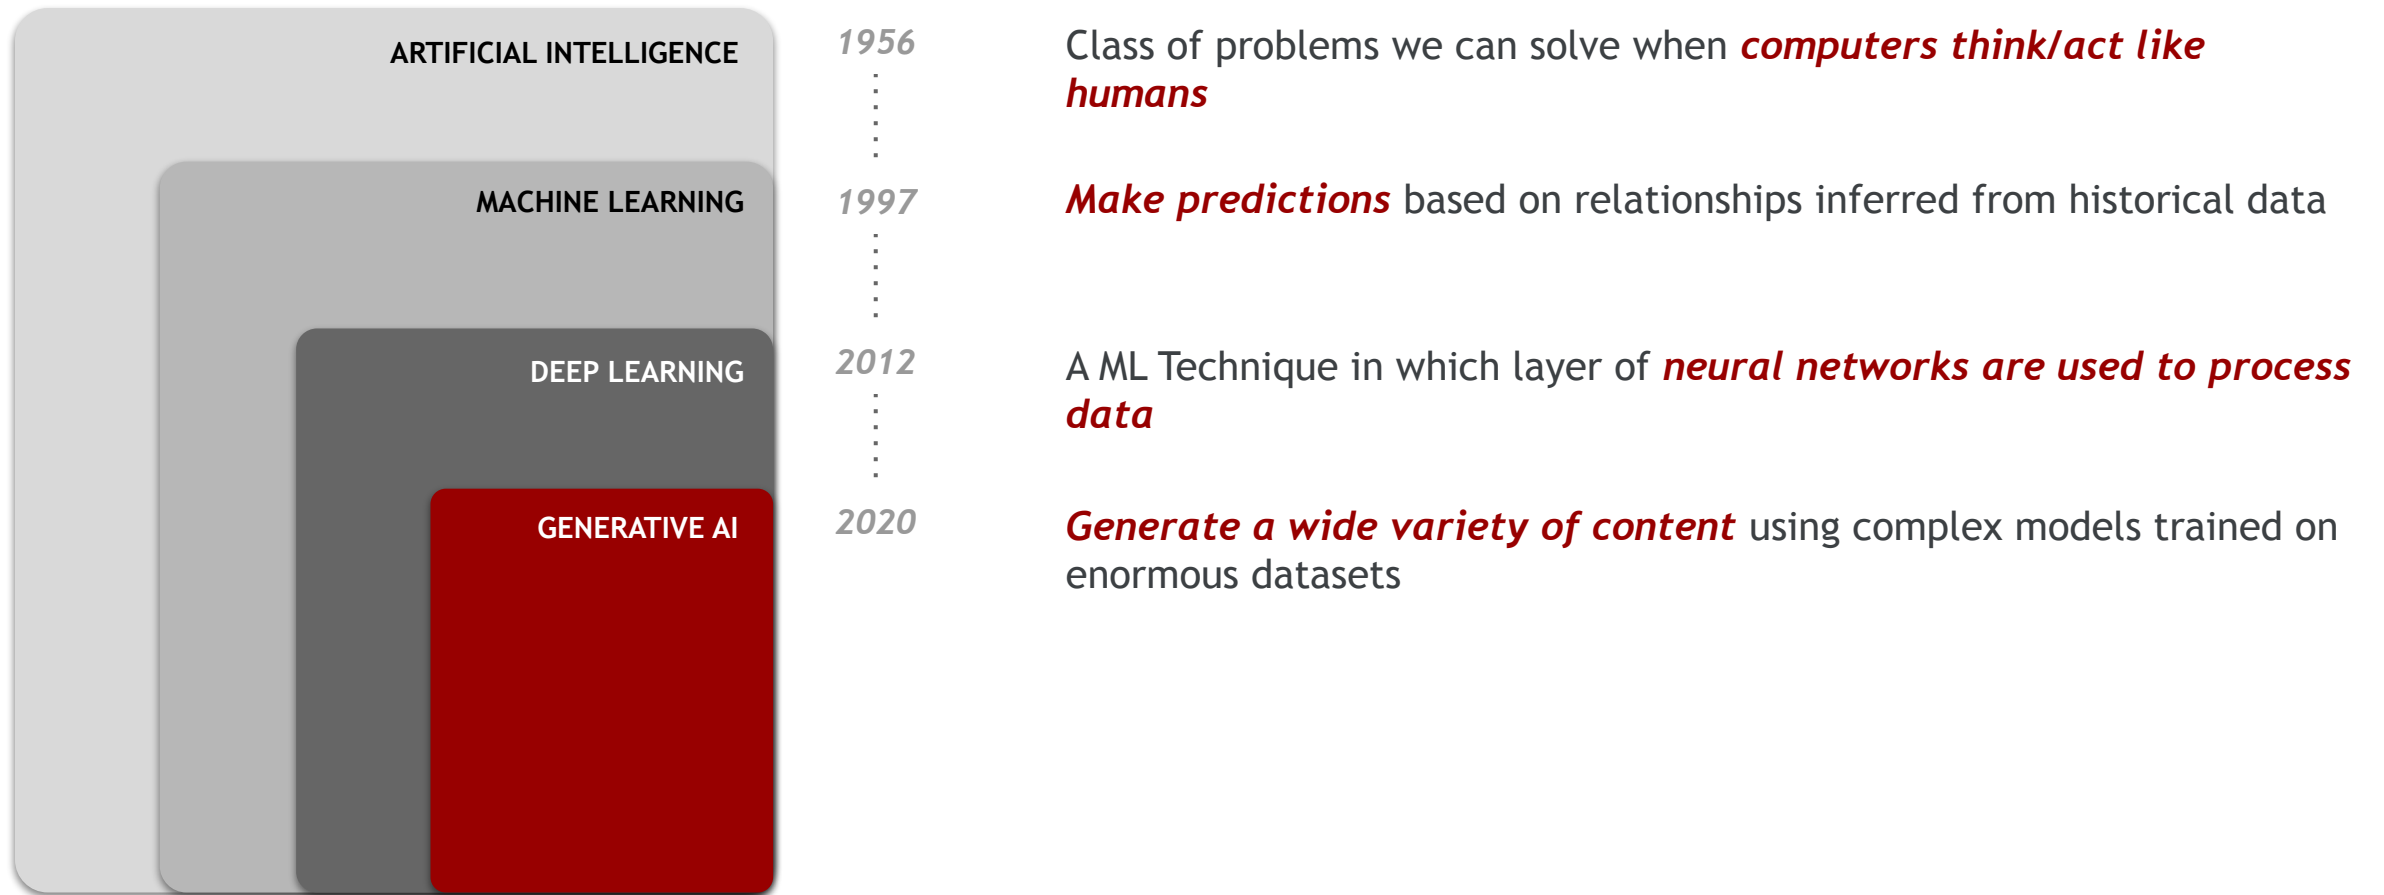 ARTIFICIAL INTELLIGENCE
1956
Class of problems we can solve when computers think/act like
humans
MACHINE LEARNING
1997
Make predictions based on relationships inferred from historical data
DEEP LEARNING
2012
A ML Technique in which layer of neural networks are used to process
data
GENERATIVE AI
2020
Generate a wide variety of content using complex models trained on
enormous datasets